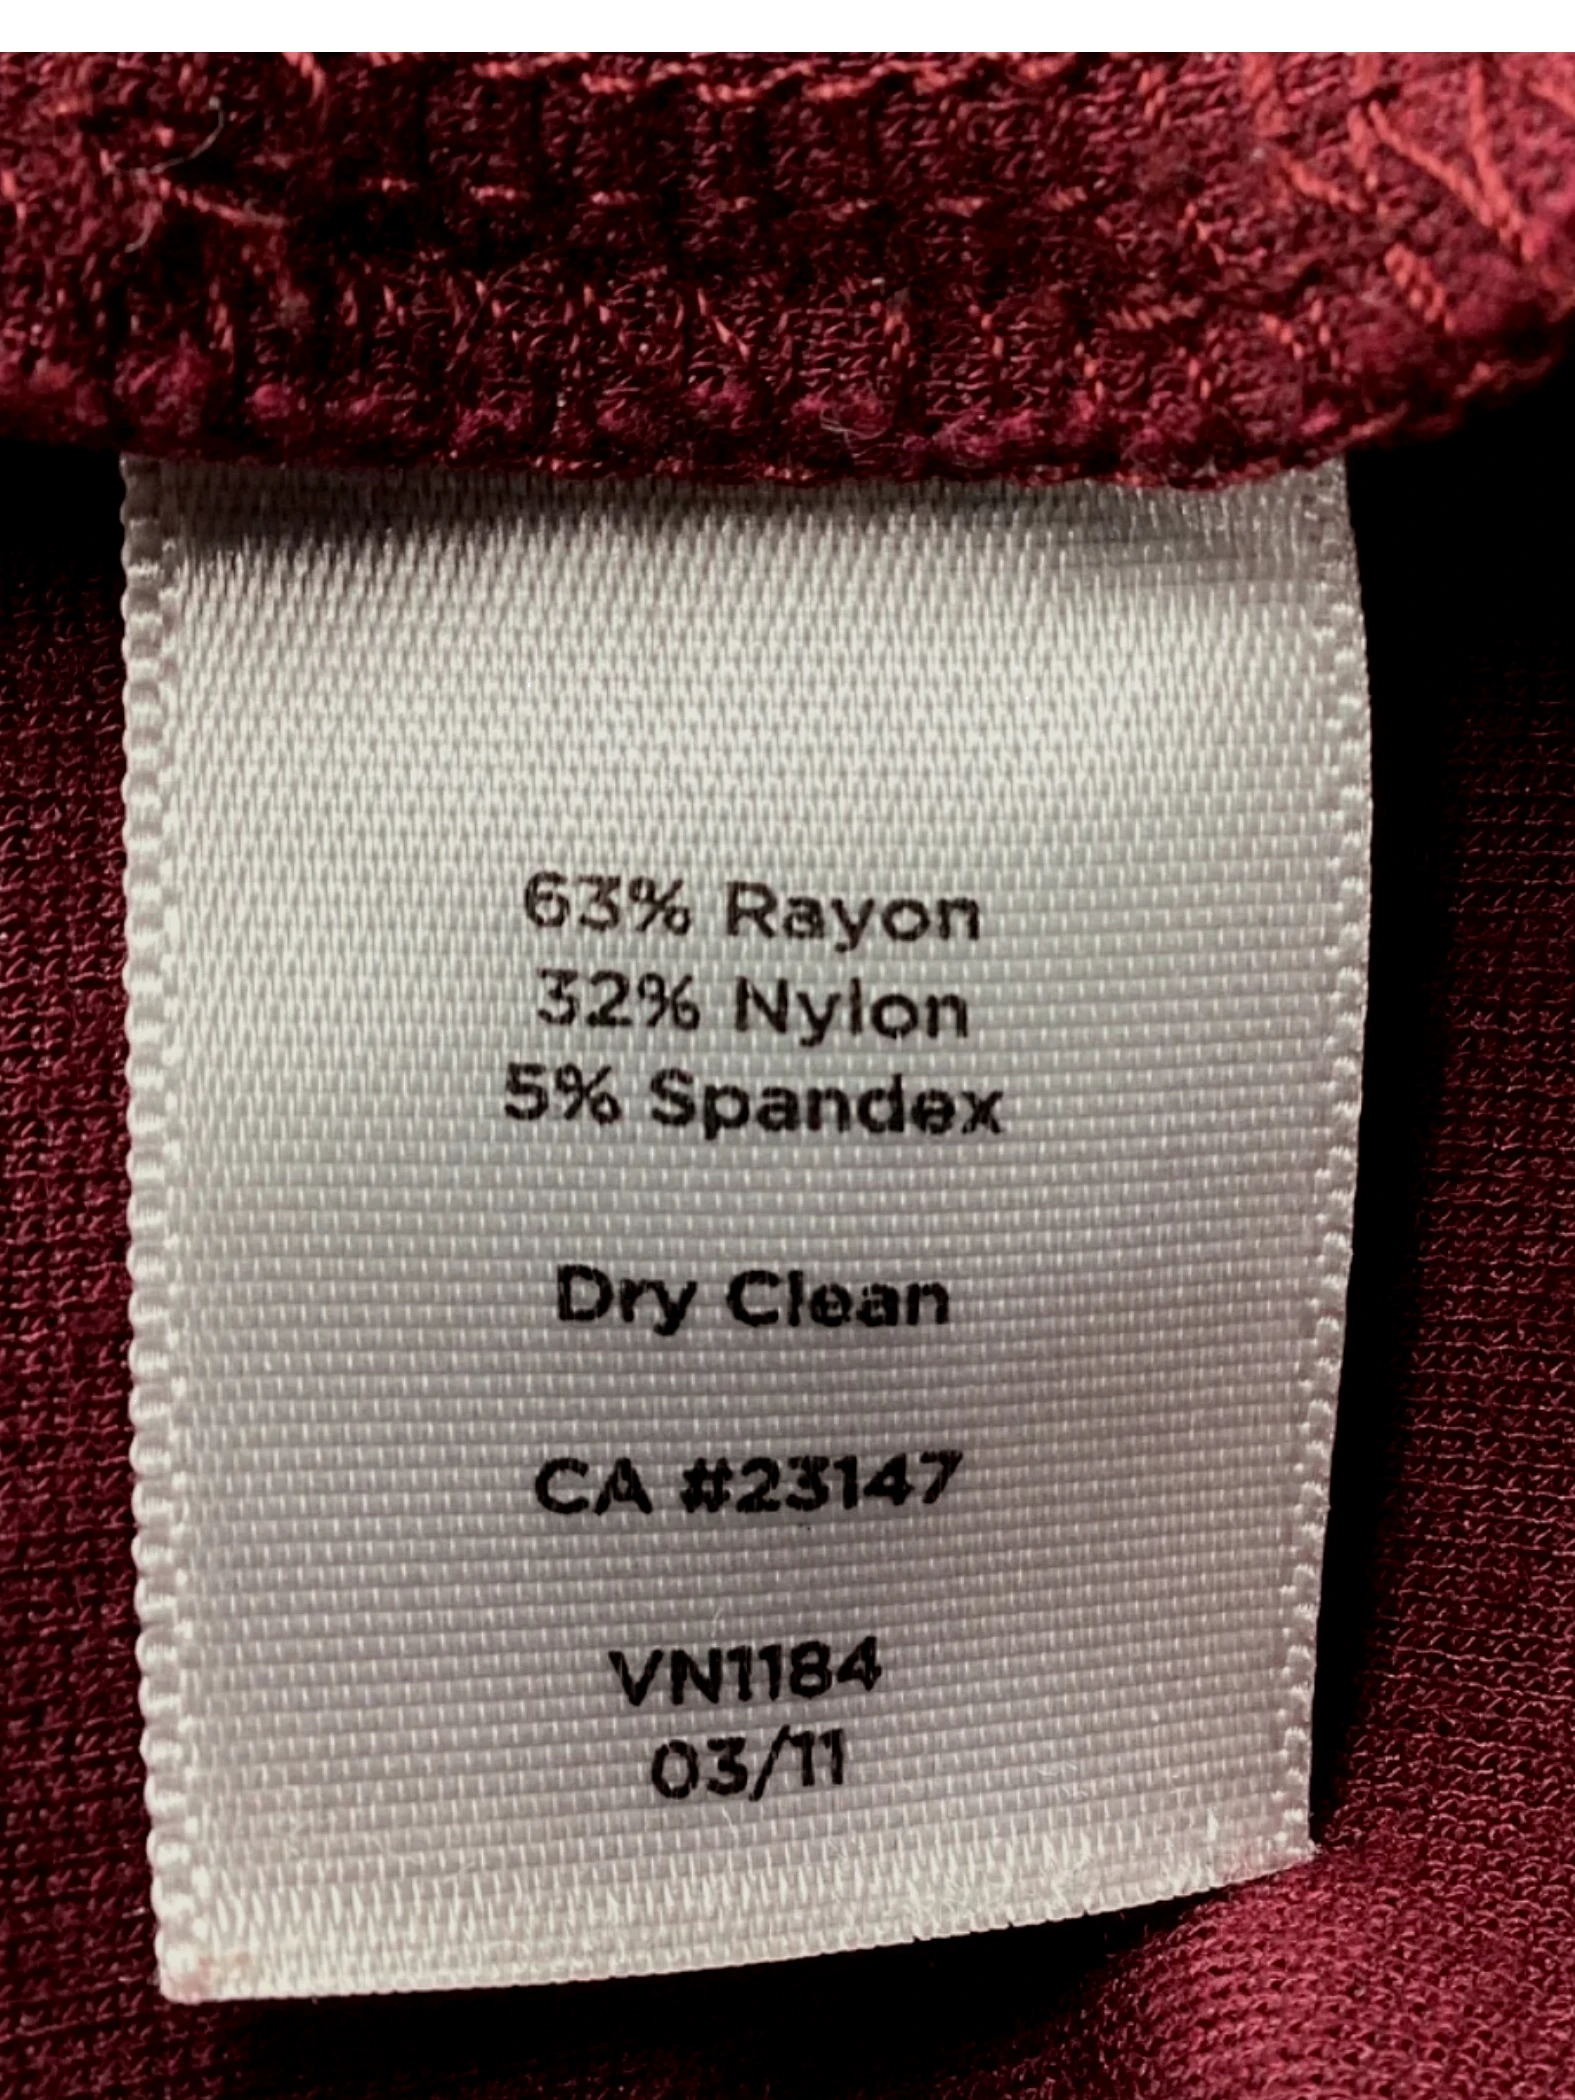 63% Rayon
32% Nylon
5% Spandex
Dry Clean
CA #23147
VN1184
03/11